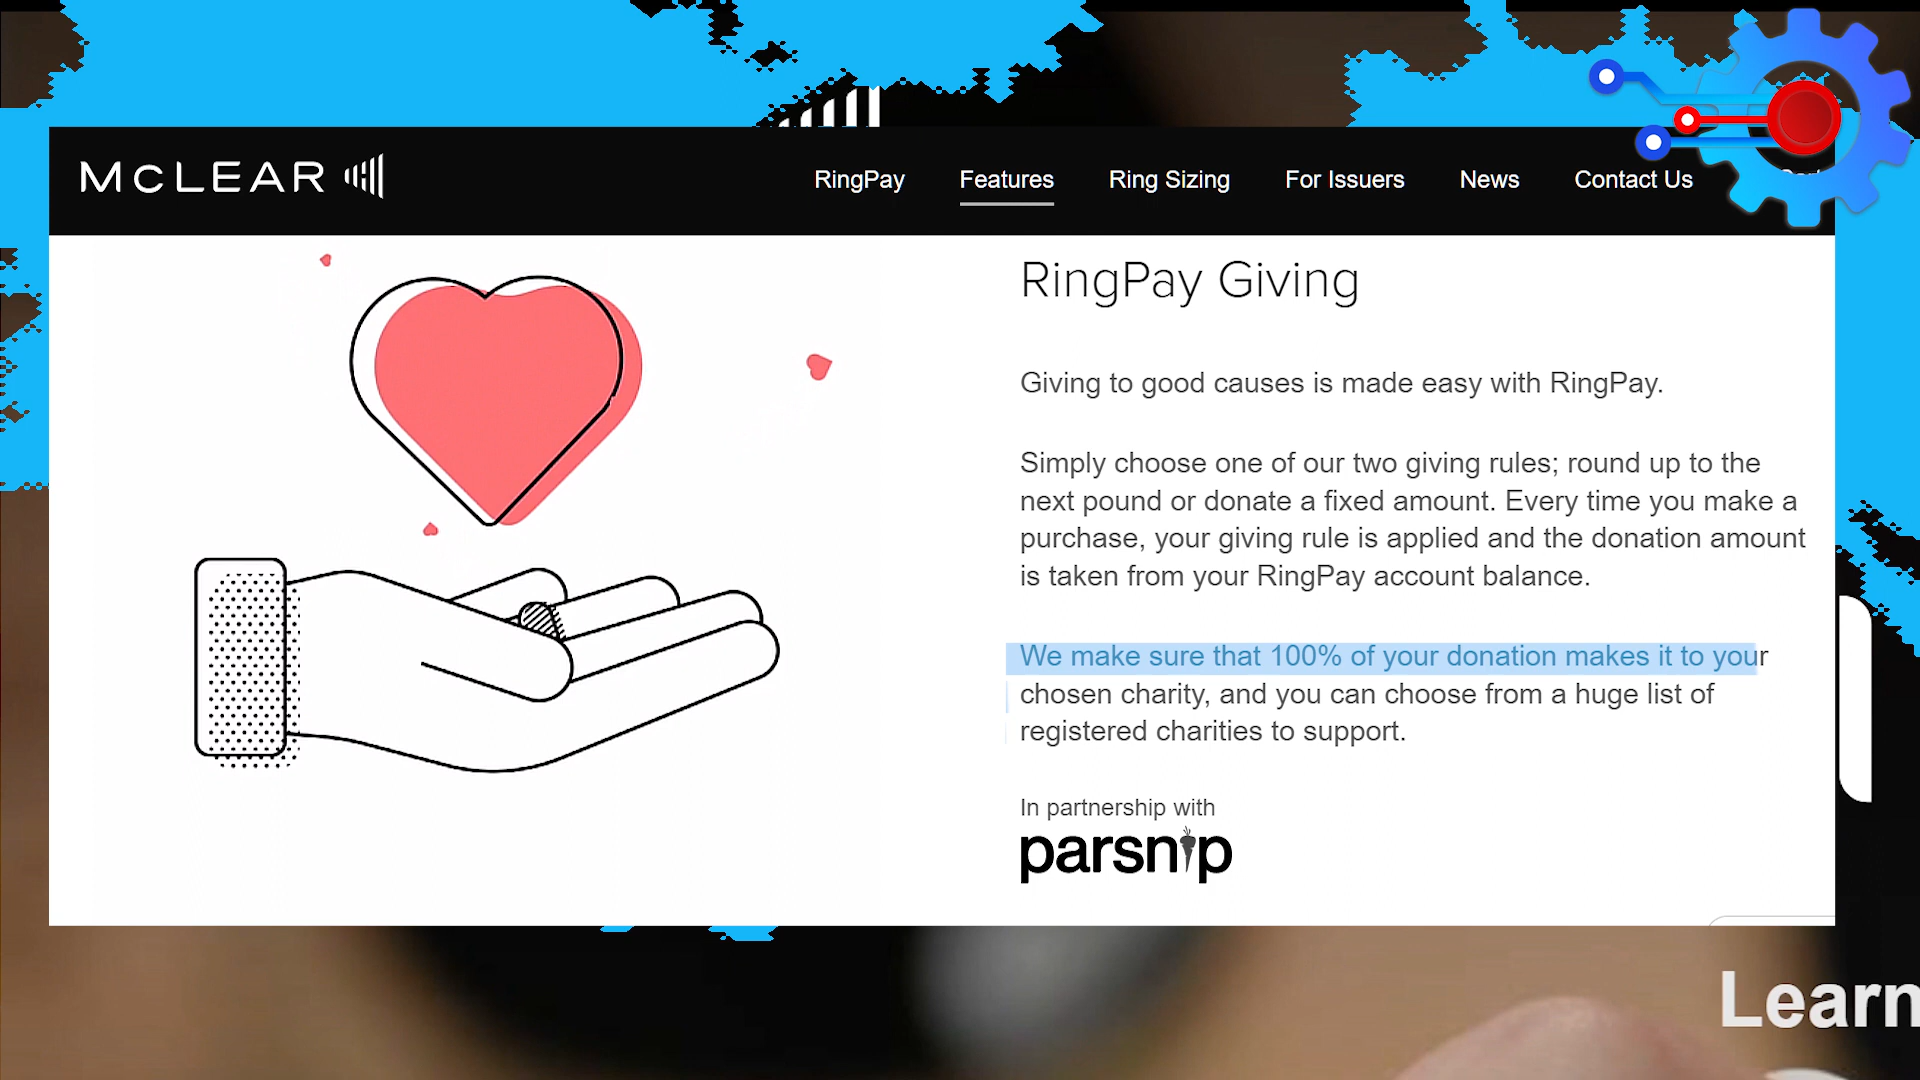 McLEAR
RingPay Features Ring Sizing For Issuers News Contact Us
RingPay Giving
Giving to good causes is made easy with RingPay.
Simply choose one of our two giving rules; round up to the
next pound or donate a fixed amount. Every time you make a
purchase, your giving rule is applied and the donation amount
is taken from your RingPay account balance.
We make sure that 100% of your donation makes it to your
chosen charity, and you can choose from a huge list of
registered charities to support.
In partnership with
parsnip
Learn